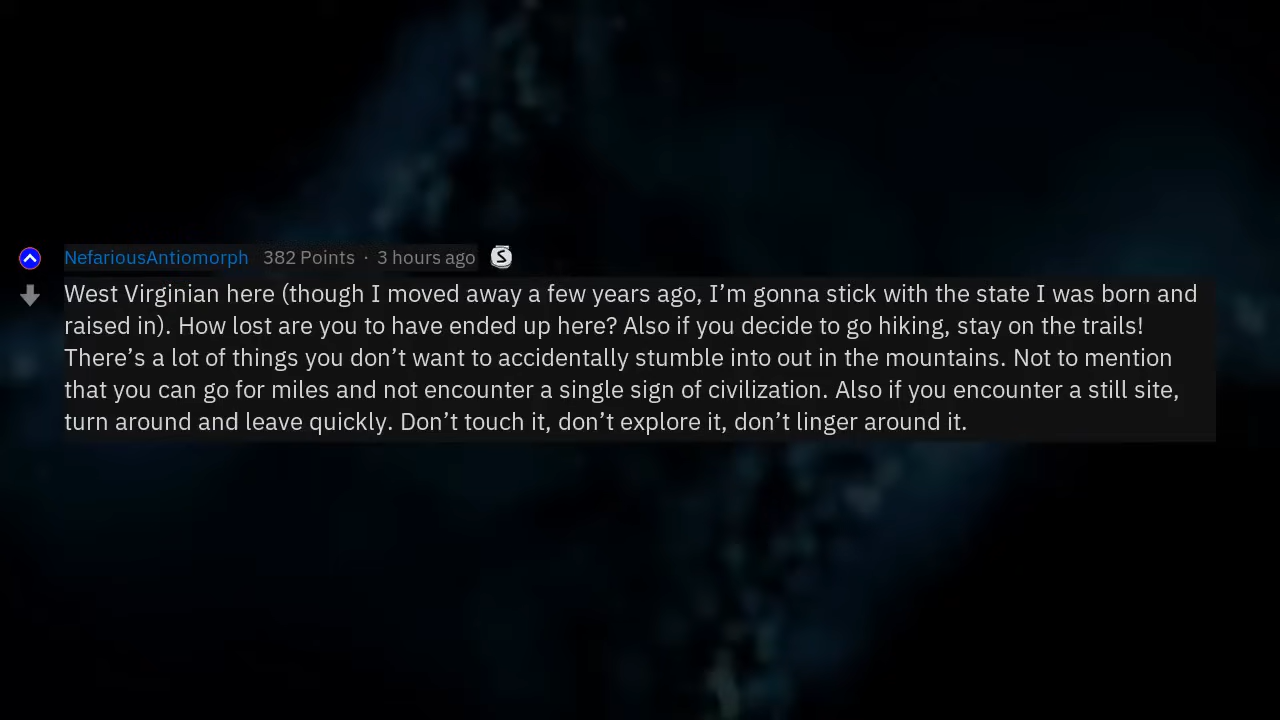 NefariousAntiomorph 382 Points · 3 hours ago S
West Virginian here (though I moved away a few years ago, I’m gonna stick with the state I was born and
raised in). How lost are you to have ended up here? Also if you decide to go hiking, stay on the trails!
There’s a lot of things you don’t want to accidentally stumble into out in the mountains. Not to mention
that you can go for miles and not encounter a single sign of civilization. Also if you encounter a still site,
turn around and leave quickly. Don’t touch it, don’t explore it, don’t linger around it.